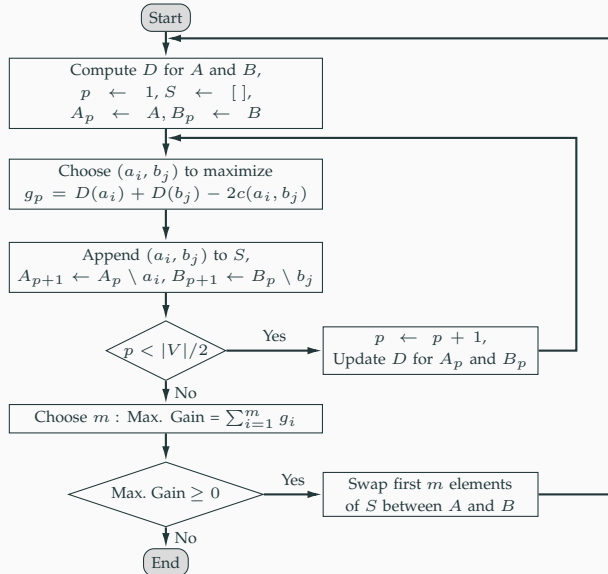 Start
Compute D for A and B,
p ← 1, S ← [ ],
A_p ← A, B_p ← B
Choose (a_i, b_j) to maximize
g_p = D(a_i) + D(b_j) − 2c(a_i, b_j)
Append (a_i, b_j) to S,
A_{p+1} ← A_p \ a_i, B_{p+1} ← B_p \ b_j
p < |V|/2
Yes
p ← p + 1,
Update D for A_p and B_p
No
Choose m : Max. Gain = ∑_{i=1}^m g_i
Max. Gain ≥ 0
Yes
Swap first m elements
of S between A and B
No
End